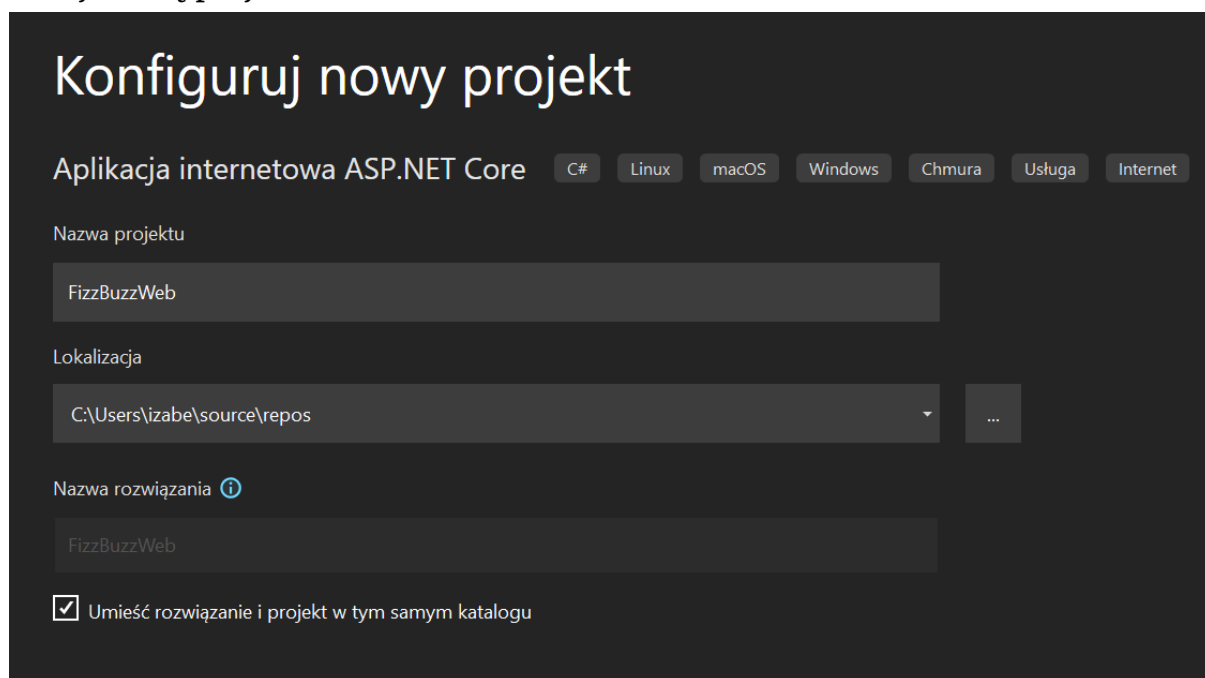 Konfiguruj nowy projekt
Aplikacja internetowa ASP.NET Core C# Linux macOS Windows Chmura Usługa Internet
Nazwa projektu
FizzBuzzWeb
Lokalizacja
C:\Users\izabe\source\repos ...
Nazwa rozwiązania
FizzBuzzWeb
Umieść rozwiązanie i projekt w tym samym katalogu